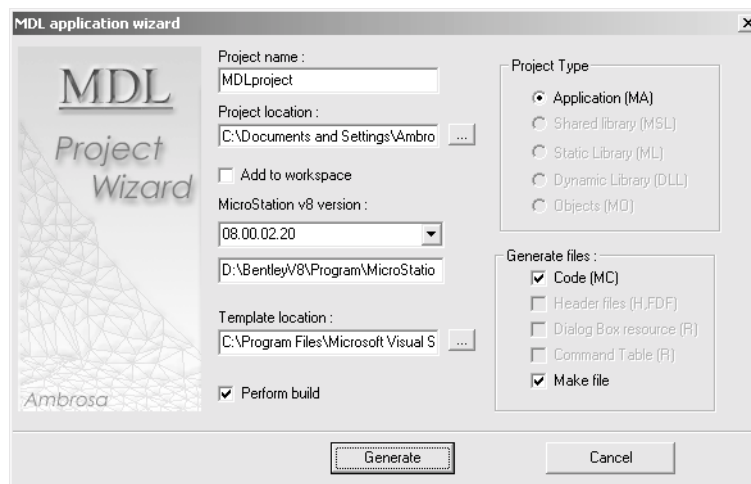 MDL application wizard
MDL
Project
Wizard
Ambrosa
Project name :
MDLproject
Project location :
C:\Documents and Settings\Ambro
...
Add to workspace
MicroStation v8 version :
08.00.02.20
D:\BentleyV8\Program\MicroStatio
Template location :
C:\Program Files\Microsoft Visual S
...
Perform build
Project Type
Application (MA)
Shared library (MSL)
Static Library (ML)
Dynamic Library (DLL)
Objects (MO)
Generate files :
Code (MC)
Header files (H,FDF)
Dialog Box resource (R)
Command Table (R)
Make file
Generate
Cancel